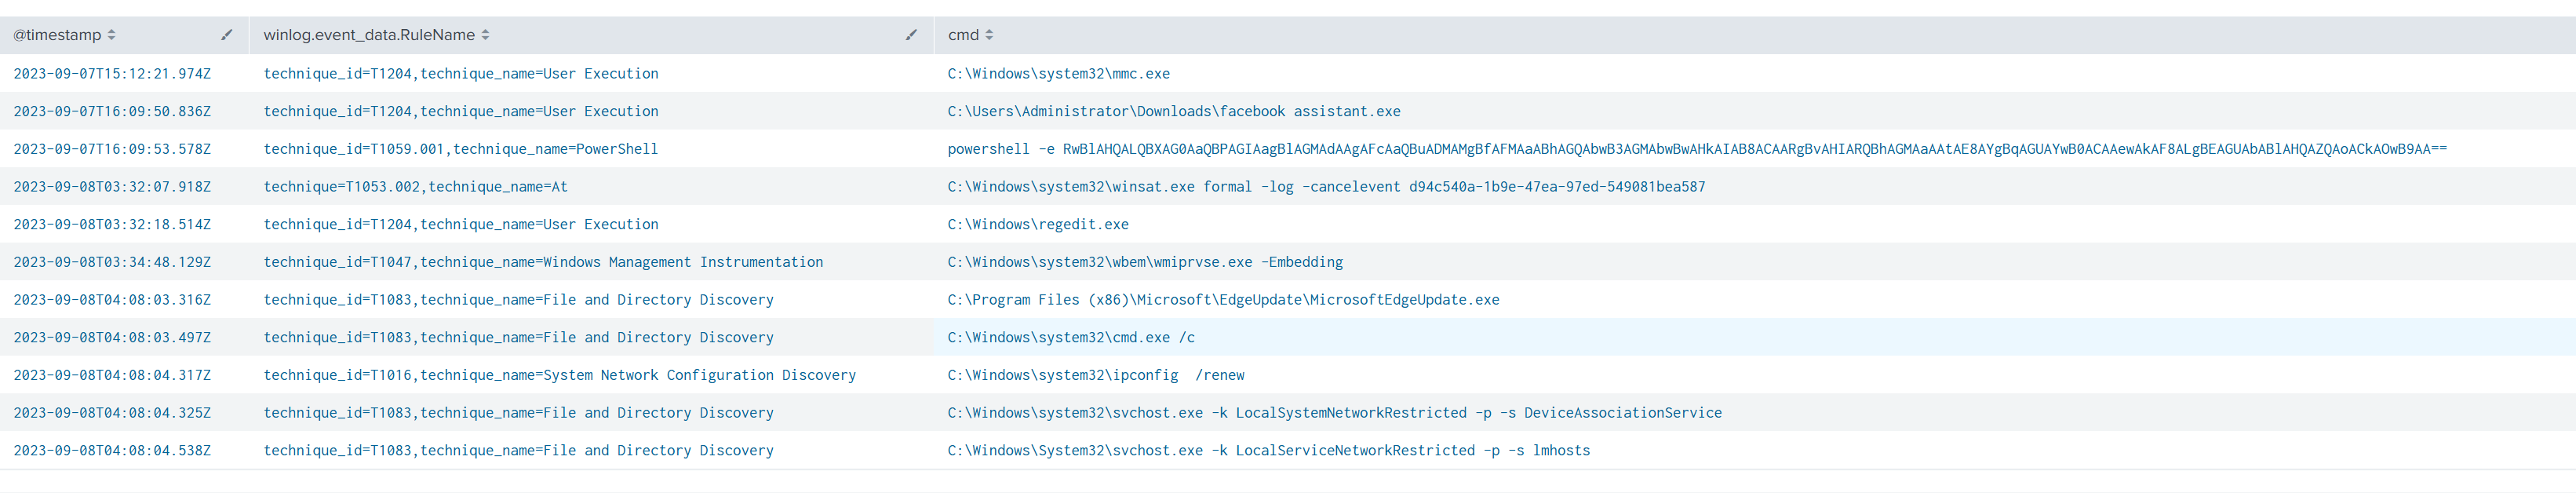 @timestamp winlog.event_data.RuleName cmd
2023-09-07T15:12:21.974Z technique_id=T1204,technique_name=User Execution C:\Windows\system32\mmc.exe
2023-09-07T16:09:50.836Z technique_id=T1204,technique_name=User Execution C:\Users\Administrator\Downloads\facebook assistant.exe
2023-09-07T16:09:53.578Z technique_id=T1059.001,technique_name=PowerShell powershell -e RwBlAHQALQBXAG0AaQBPAGIAagBlAGMAdAAgAFcAaQBuADMAMgBfAFMAaABhAGQAbwB3AGMAbwBwAHkAIAB8ACAARgBvAHIARQBhAGMAaAAtAE8AYgBqAGUAYwB0ACAAewAkAF8ALgBEAGUAbABlAHQAZQAoACkAOwB9AA==
2023-09-08T03:32:07.918Z technique=T1053.002,technique_name=At C:\Windows\system32\winsat.exe formal -log -cancelevent d94c540a-1b9e-47ea-97ed-549081bea587
2023-09-08T03:32:18.514Z technique_id=T1204,technique_name=User Execution C:\Windows\regedit.exe
2023-09-08T03:34:48.129Z technique_id=T1047,technique_name=Windows Management Instrumentation C:\Windows\system32\wbem\wmiprvse.exe -Embedding
2023-09-08T04:08:03.316Z technique_id=T1083,technique_name=File and Directory Discovery C:\Program Files (x86)\Microsoft\EdgeUpdate\MicrosoftEdgeUpdate.exe
2023-09-08T04:08:03.497Z technique_id=T1083,technique_name=File and Directory Discovery C:\Windows\system32\cmd.exe /c
2023-09-08T04:08:04.317Z technique_id=T1016,technique_name=System Network Configuration Discovery C:\Windows\system32\ipconfig  /renew
2023-09-08T04:08:04.325Z technique_id=T1083,technique_name=File and Directory Discovery C:\Windows\system32\svchost.exe -k LocalSystemNetworkRestricted -p -s DeviceAssociationService
2023-09-08T04:08:04.538Z technique_id=T1083,technique_name=File and Directory Discovery C:\Windows\System32\svchost.exe -k LocalServiceNetworkRestricted -p -s lmhosts